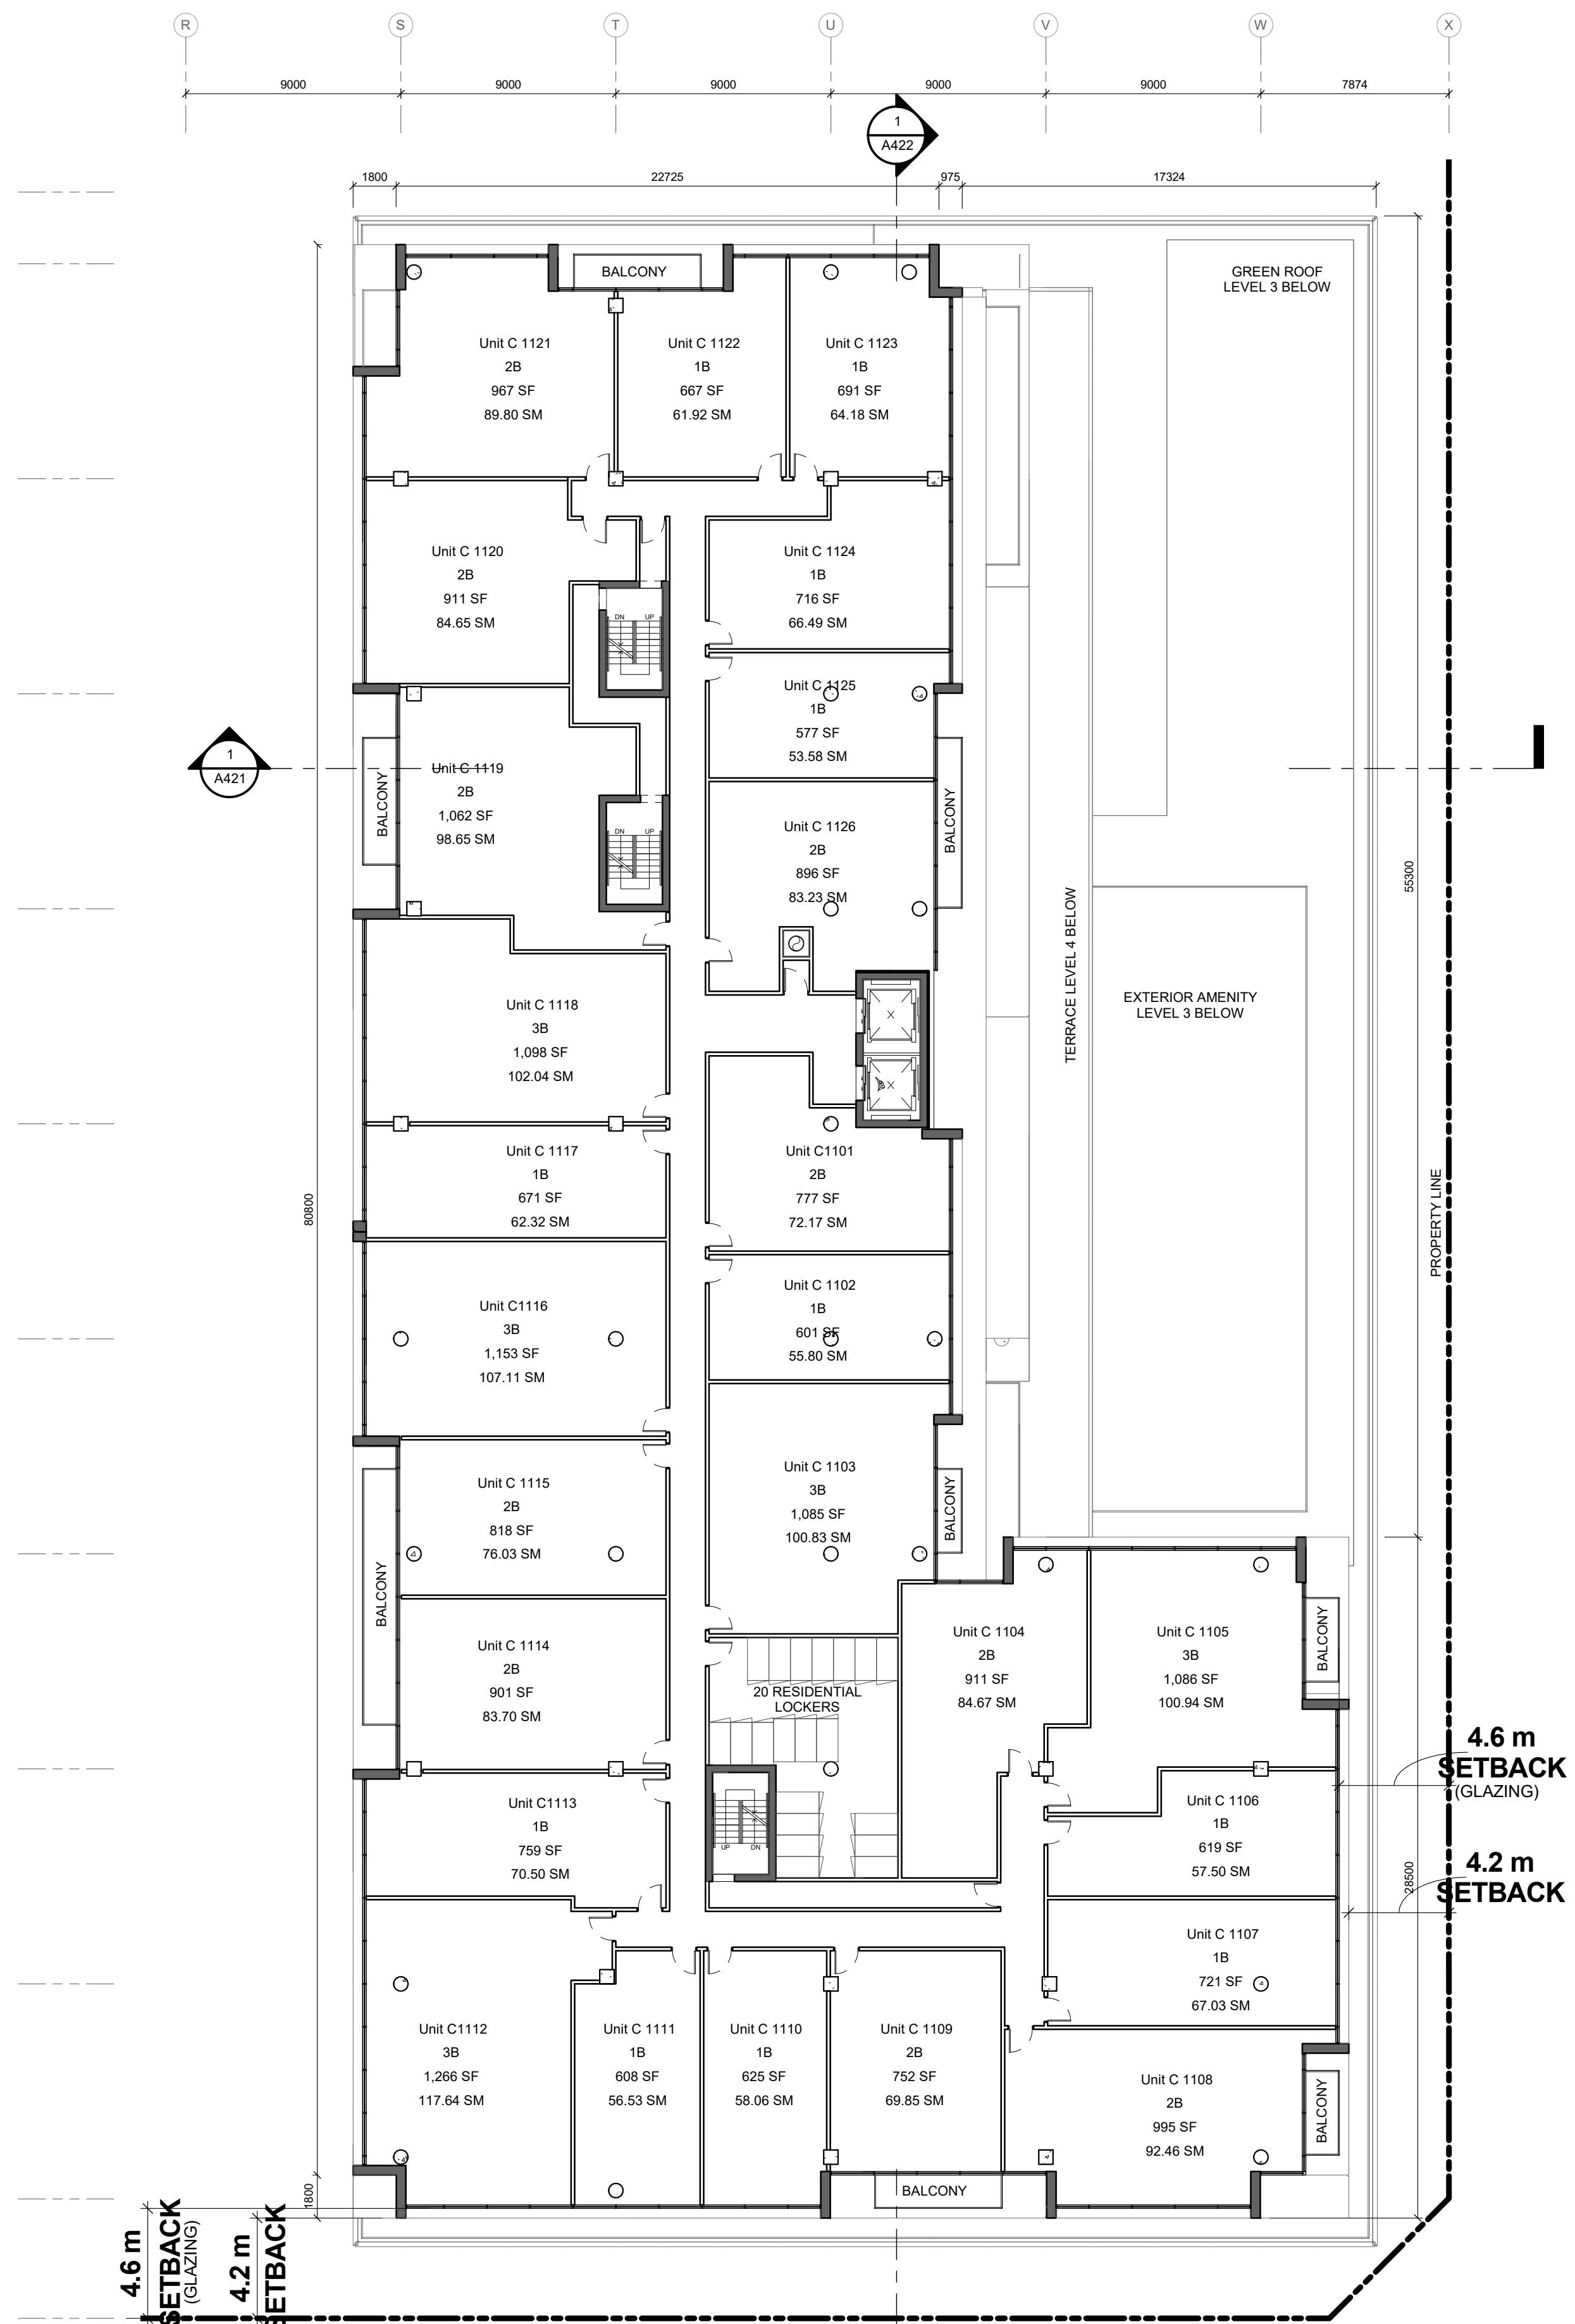 R
S
T
U
V
W
X
9000
9000
9000
9000
9000
7874
1
A422
1800
22725
975
17324
BALCONY
GREEN ROOF
LEVEL 3 BELOW
Unit C 1121
2B
967 SF
89.80 SM
Unit C 1122
1B
667 SF
61.92 SM
Unit C 1123
1B
691 SF
64.18 SM
Unit C 1120
2B
911 SF
84.65 SM
Unit C 1124
1B
716 SF
66.49 SM
DN UP
Unit C 1125
1B
577 SF
53.58 SM
1
A421
BALCONY
Unit C 1119
2B
1,062 SF
98.65 SM
DN UP
Unit C 1126
2B
896 SF
83.23 SM
BALCONY
55300
TERRACE LEVEL 4 BELOW
EXTERIOR AMENITY
LEVEL 3 BELOW
Unit C 1118
3B
1,098 SF
102.04 SM
Unit C 1117
1B
671 SF
62.32 SM
Unit C1101
2B
777 SF
72.17 SM
80800
PROPERTY LINE
Unit C1116
3B
1,153 SF
107.11 SM
Unit C 1102
1B
601 SF
55.80 SM
Unit C 1103
3B
1,085 SF
100.83 SM
BALCONY
Unit C 1115
2B
818 SF
76.03 SM
BALCONY
Unit C 1114
2B
901 SF
83.70 SM
20 RESIDENTIAL
LOCKERS
Unit C 1104
2B
911 SF
84.67 SM
Unit C 1105
3B
1,086 SF
100.94 SM
BALCONY
4.6 m
SETBACK
(GLAZING)
Unit C1113
1B
759 SF
70.50 SM
UP DN
Unit C 1106
1B
619 SF
57.50 SM
4.2 m
SETBACK
28500
Unit C 1107
1B
721 SF
67.03 SM
Unit C1112
3B
1,266 SF
117.64 SM
Unit C 1111
1B
608 SF
56.53 SM
Unit C 1110
1B
625 SF
58.06 SM
Unit C 1109
2B
752 SF
69.85 SM
Unit C 1108
2B
995 SF
92.46 SM
BALCONY
BALCONY
1800
4.6 m
SETBACK
(GLAZING)
4.2 m
SETBACK